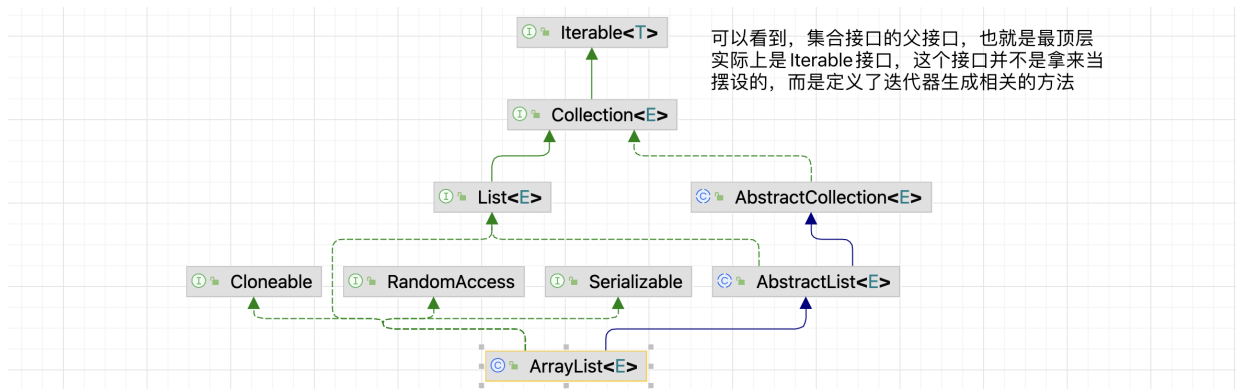 Iterable<T>
可以看到，集合接口的父接口，也就是最顶层
实际上是Iterable接口，这个接口并不是拿来当
摆设的，而是定义了迭代器生成相关的方法
Collection<E>
List<E>
AbstractCollection<E>
Cloneable
RandomAccess
Serializable
AbstractList<E>
ArrayList<E>